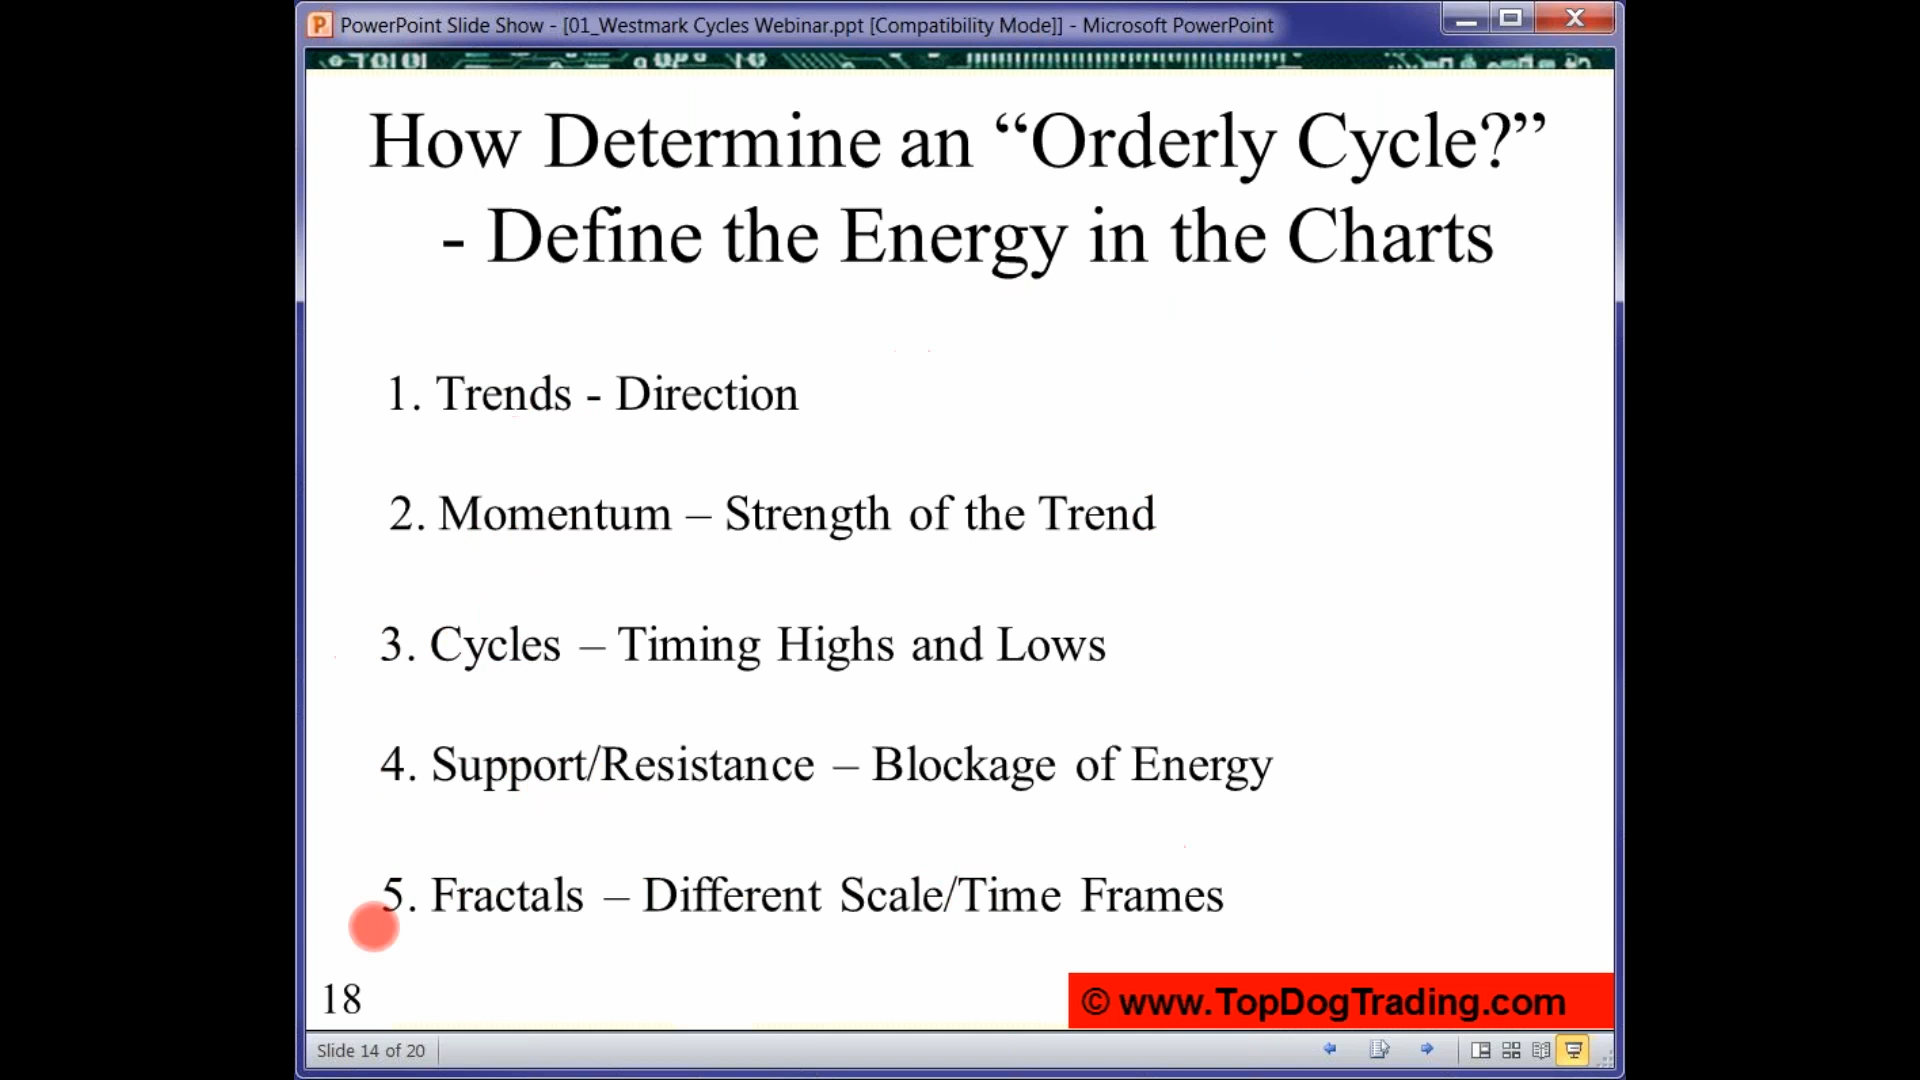 PowerPoint Slide Show - [01_Westmark Cycles Webinar.ppt [Compatibility Mode]] - Microsoft PowerPoint
How Determine an “Orderly Cycle?”
- Define the Energy in the Charts
1. Trends - Direction
2. Momentum – Strength of the Trend
3. Cycles – Timing Highs and Lows
4. Support/Resistance – Blockage of Energy
5. Fractals – Different Scale/Time Frames
18
© www.TopDogTrading.com
Slide 14 of 20